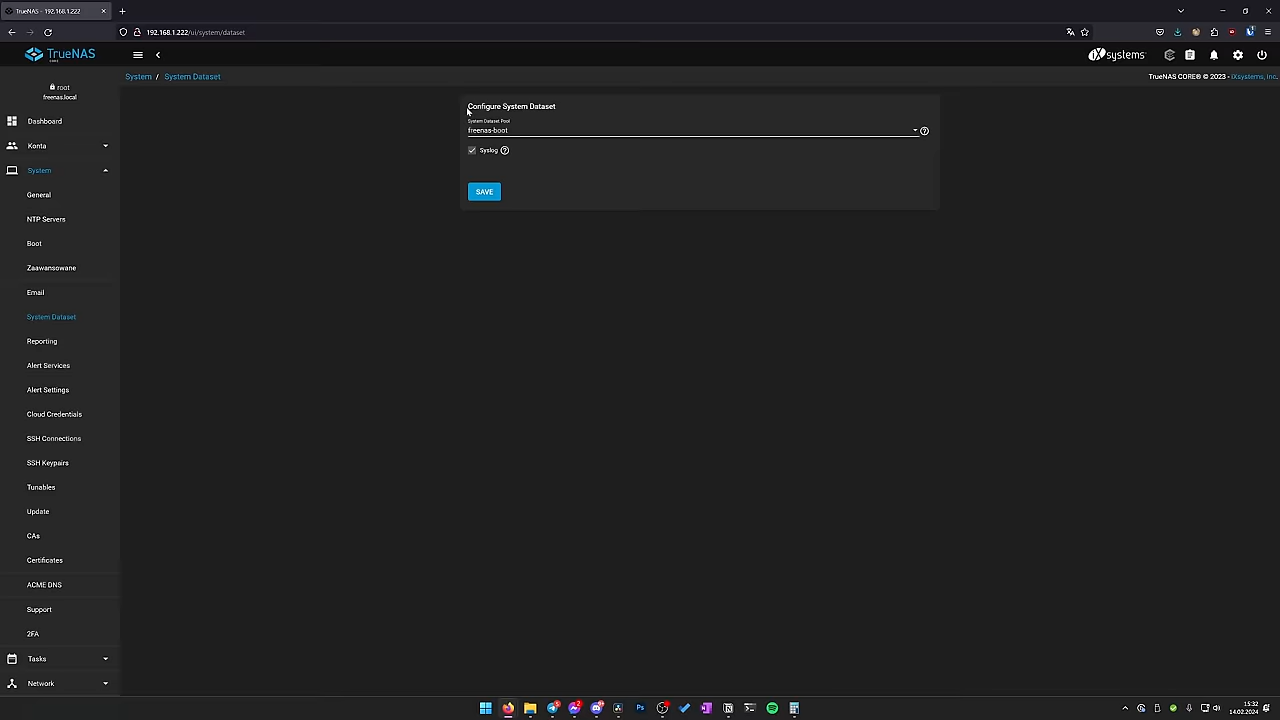 TrueNAS - 192.168.1.222
192.168.1.222/ui/system/dataset
TrueNAS
CORE
iXsystems
System / System Dataset
TrueNAS CORE® © 2023 - iXsystems, Inc.
root
freenas.local
Dashboard
Konta
System
General
NTP Servers
Boot
Zaawansowane
Email
System Dataset
Reporting
Alert Services
Alert Settings
Cloud Credentials
SSH Connections
SSH Keypairs
Tunables
Update
CAs
Certificates
ACME DNS
Support
2FA
Tasks
Network
Configure System Dataset
System Dataset Pool
freenas-boot
Syslog
SAVE
15:32
14.02.2024